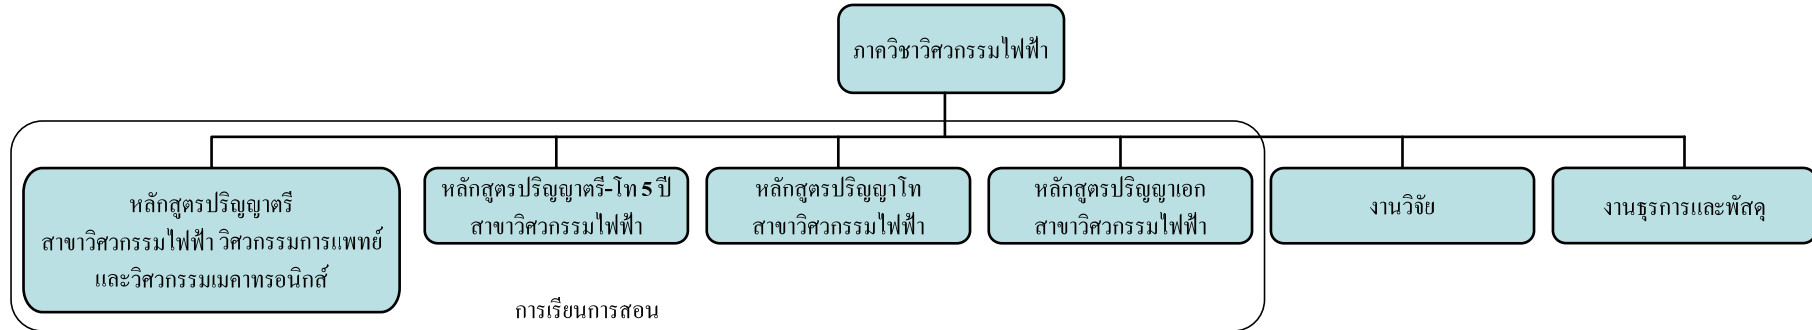 ภาควิชาวิศวกรรมไฟฟ้า
หลักสูตรปริญญาตรี
สาขาวิศวกรรมไฟฟ้า วิศวกรรมการแพทย์
และวิศวกรรมเมคาทรอนิกส์
หลักสูตรปริญญาตรี-โท 5 ปี
สาขาวิศวกรรมไฟฟ้า
หลักสูตรปริญญาโท
สาขาวิศวกรรมไฟฟ้า
หลักสูตรปริญญาเอก
สาขาวิศวกรรมไฟฟ้า
งานวิจัย
งานธุรการและพัสดุ
การเรียนการสอน